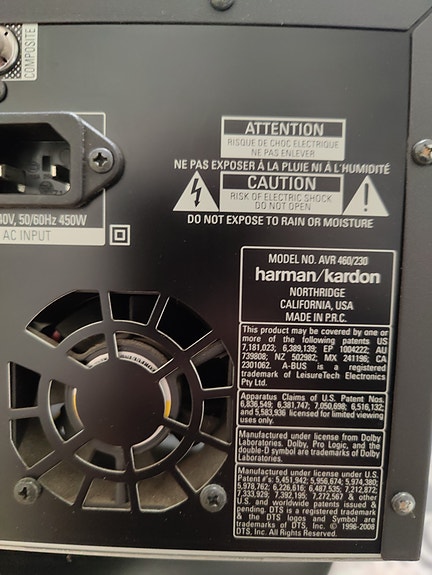 COMPOSITE
40V, 50/60Hz 450W
AC INPUT
ATTENTION
RISQUE DE CHOC ELECTRIQUE
NE PAS ENLEVER
NE PAS EXPOSER À LA PLUIE NI À L'HUMIDITÉ
CAUTION
RISK OF ELECTRIC SHOCK
DO NOT OPEN
DO NOT EXPOSE TO RAIN OR MOISTURE
MODEL NO. AVR 460/230
harman/kardon
NORTHRIDGE
CALIFORNIA, USA
MADE IN P.R.C.
This product may be covered by one or
more of the following patents US
7,181,023; 6,389,139; EP 1004222; AU
739808; NZ 502982; MX 241198; CA
2301062. A-BUS is a registered
trademark of LeisureTech Electronics
Pty Ltd.
Apparatus Claims of U.S. Patent Nos.
6,836,549; 6,381,747; 7,050,698; 6,516,132;
and 5,583,936 licensed for limited viewing
uses only.
Manufactured under license from Dolby
Laboratories. Dolby, Pro Logic, and the
double-D symbol are trademarks of Dolby
Laboratories.
Manufactured under license under U.S.
Patent #'s: 5,451,942; 5,956,674; 5,974,380;
5,978,762; 6,226,616; 6,487,535; 7,212,872;
7,333,929; 7,392,195; 7,272,567 & other
U.S. and worldwide patents issued &
pending. DTS is a registered trademark
& the DTS logos and Symbol are
trademarks of DTS, Inc. © 1996-2008
DTS, Inc. All Rights Reserved.